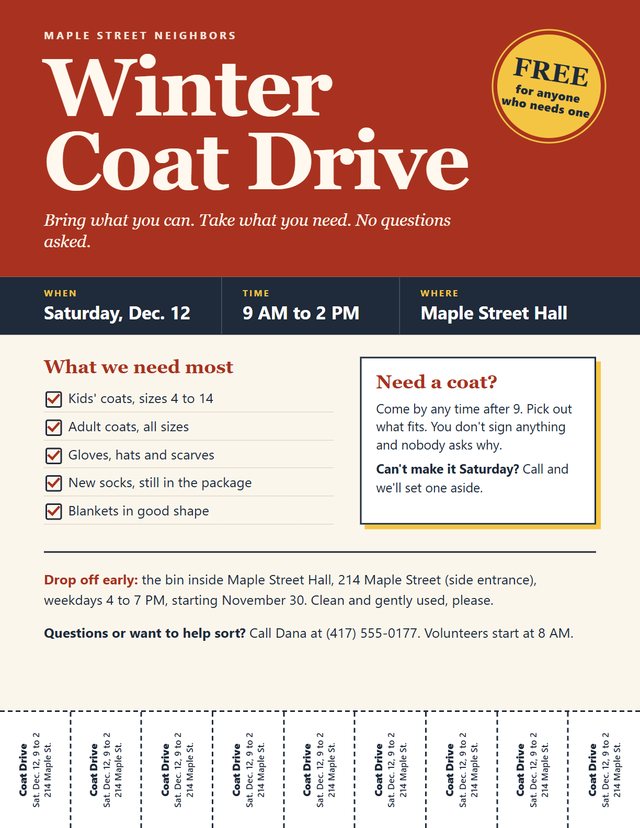 MAPLE STREET NEIGHBORS
Winter
Coat Drive
Bring what you can. Take what you need. No questions
asked.
FREE
for anyone
who needs one
WHEN
Saturday, Dec. 12
TIME
9 AM to 2 PM
WHERE
Maple Street Hall
What we need most
Kids' coats, sizes 4 to 14
Adult coats, all sizes
Gloves, hats and scarves
New socks, still in the package
Blankets in good shape
Need a coat?
Come by any time after 9. Pick out
what fits. You don't sign anything
and nobody asks why.
Can't make it Saturday? Call and
we'll set one aside.
Drop off early: the bin inside Maple Street Hall, 214 Maple Street (side entrance),
weekdays 4 to 7 PM, starting November 30. Clean and gently used, please.
Questions or want to help sort? Call Dana at (417) 555-0177. Volunteers start at 8 AM.
Coat Drive
Sat. Dec. 12, 9 to 2
214 Maple St.
Coat Drive
Sat. Dec. 12, 9 to 2
214 Maple St.
Coat Drive
Sat. Dec. 12, 9 to 2
214 Maple St.
Coat Drive
Sat. Dec. 12, 9 to 2
214 Maple St.
Coat Drive
Sat. Dec. 12, 9 to 2
214 Maple St.
Coat Drive
Sat. Dec. 12, 9 to 2
214 Maple St.
Coat Drive
Sat. Dec. 12, 9 to 2
214 Maple St.
Coat Drive
Sat. Dec. 12, 9 to 2
214 Maple St.
Coat Drive
Sat. Dec. 12, 9 to 2
214 Maple St.